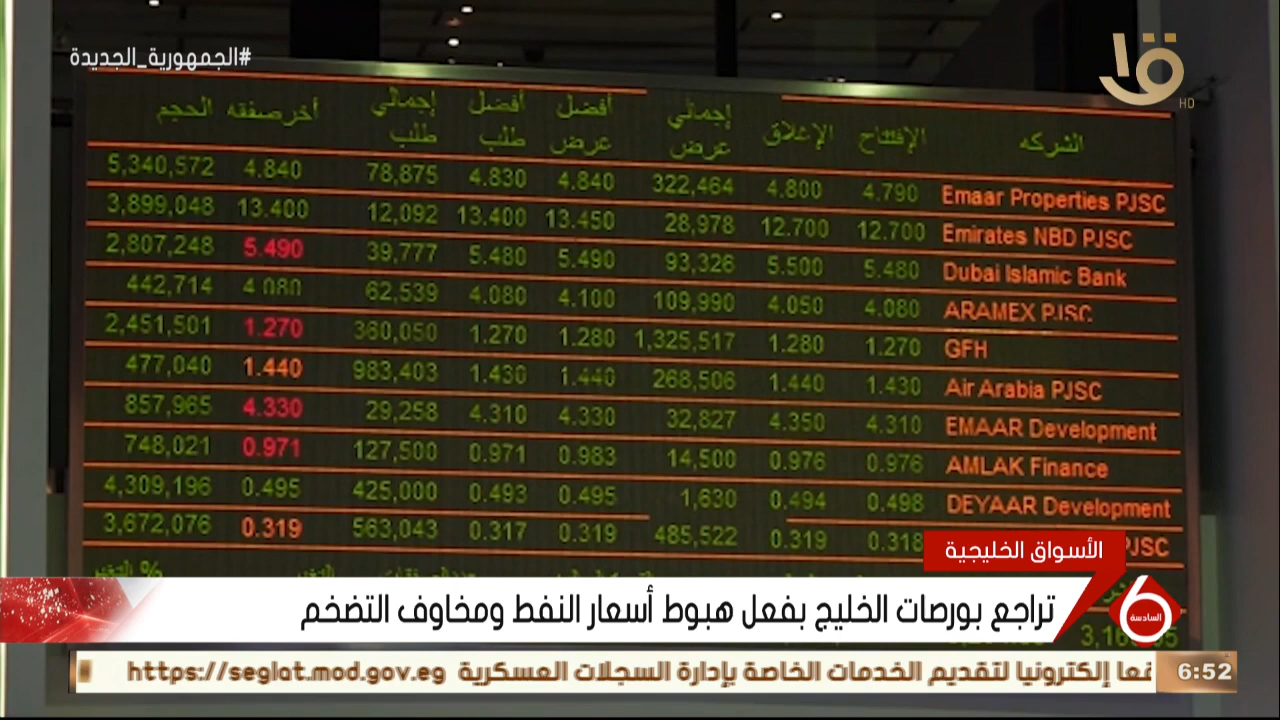 #الجمهورية_الجديدة
HD
الشركه الإفتتاح الإغلاق إجمالي عرض أفضل عرض أفضل طلب إجمالي طلب أخر صفقه الحجم
Emaar Properties PJSC 4.790 4.800 322,464 4.840 4.830 78,875 4.840 5,340,572
Emirates NBD PJSC 12.700 12.700 28,978 13.450 13.400 12,092 13.400 3,899,048
Dubai Islamic Bank 5.480 5.500 93,326 5.490 5.480 39,777 5.490 2,807,248
ARAMEX PJSC 4.080 4.050 109,990 4.100 4.080 62,539 4.080 442,714
GFH 1.270 1.280 1,325,517 1.280 1.270 360,050 1.270 2,451,501
Air Arabia PJSC 1.430 1.440 268,506 1.440 1.430 983,403 1.440 477,040
EMAAR Development 4.310 4.350 32,827 4.330 4.310 29,258 4.330 857,965
AMLAK Finance 0.976 0.976 14,500 0.983 0.971 127,500 0.971 748,021
DEYAAR Development 0.498 0.494 1,630 0.495 0.493 425,000 0.495 4,309,196
PJSC 0.318 0.319 485,522 0.319 0.317 563,043 0.319 3,672,076
الأسواق الخليجية
تراجع بورصات الخليج بفعل هبوط أسعار النفط ومخاوف التضخم
6 السادسة
إلكترونيا لتقديم الخدمات الخاصة بإدارة السجلات العسكرية https://seglat.mod.gov.eg
6:52